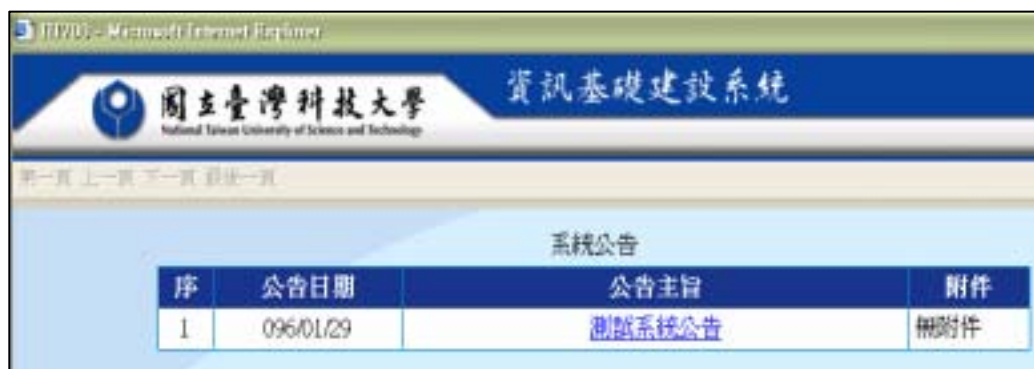 - Microsoft Internet Explorer
國立臺灣科技大學
National Taiwan University of Science and Technology
資訊基礎建設系統
第一頁 上一頁 下一頁 最後一頁
系統公告
序 公告日期 公告主旨 附件
1 096/01/29 測試系統公告 無附件